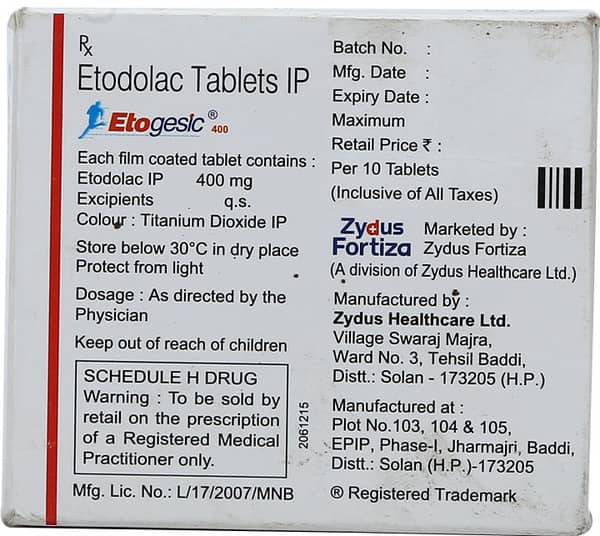 Rx
Etodolac Tablets IP
Etogesic® 400
Each film coated tablet contains :
Etodolac IP 400 mg
Excipients q.s.
Colour : Titanium Dioxide IP
Store below 30°C in dry place
Protect from light
Dosage : As directed by the
Physician
Keep out of reach of children
SCHEDULE H DRUG
Warning : To be sold by
retail on the prescription
of a Registered Medical
Practitioner only.
Mfg. Lic. No.: L/17/2007/MNB
2061215
Batch No. :
Mfg. Date :
Expiry Date :
Maximum
Retail Price ₹ :
Per 10 Tablets
(Inclusive of All Taxes)
Zydus
Fortiza
Marketed by :
Zydus Fortiza
(A division of Zydus Healthcare Ltd.)
Manufactured by :
Zydus Healthcare Ltd.
Village Swaraj Majra,
Ward No. 3, Tehsil Baddi,
Distt.: Solan - 173205 (H.P.)
Manufactured at :
Plot No.103, 104 & 105,
EPIP, Phase-I, Jharmajri, Baddi,
Distt.: Solan (H.P.)-173205
® Registered Trademark